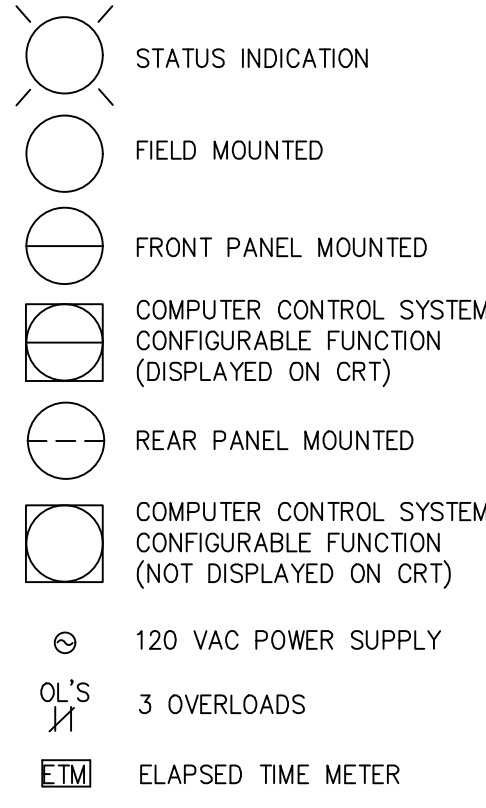 STATUS INDICATION
FIELD MOUNTED
FRONT PANEL MOUNTED
COMPUTER CONTROL SYSTEM
CONFIGURABLE FUNCTION
(DISPLAYED ON CRT)
REAR PANEL MOUNTED
COMPUTER CONTROL SYSTEM
CONFIGURABLE FUNCTION
(NOT DISPLAYED ON CRT)
120 VAC POWER SUPPLY
OL'S
3 OVERLOADS
ETM ELAPSED TIME METER